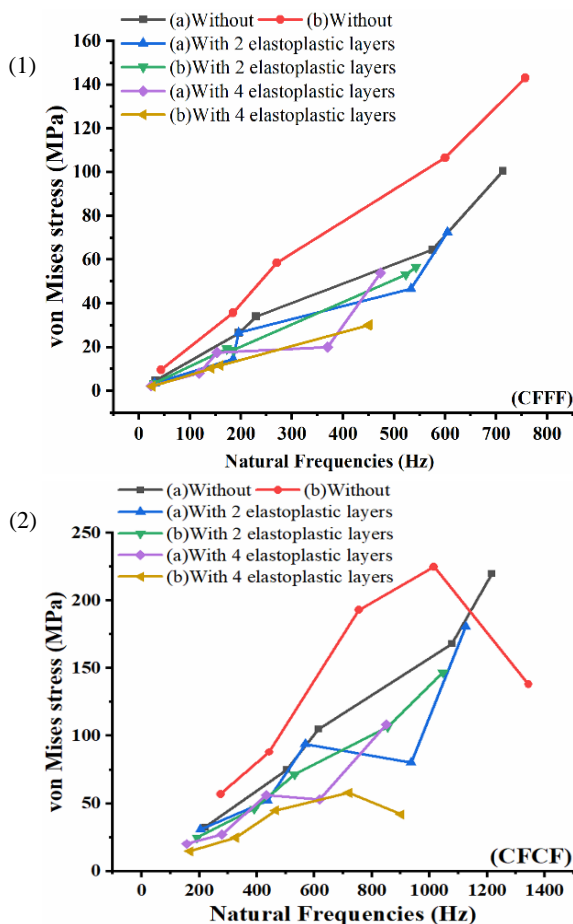 (1)
(a)Without (b)Without
(a)With 2 elastoplastic layers
(b)With 2 elastoplastic layers
(a)With 4 elastoplastic layers
(b)With 4 elastoplastic layers
von Mises stress (MPa)
160
140
120
100
80
60
40
20
0
(CFFF)
0 100 200 300 400 500 600 700 800
Natural Frequencies (Hz)
(2)
(a)Without (b)Without
(a)With 2 elastoplastic layers
(b)With 2 elastoplastic layers
(a)With 4 elastoplastic layers
(b)With 4 elastoplastic layers
von Mises stress (MPa)
250
200
150
100
50
0
(CFCF)
0 200 400 600 800 1000 1200 1400
Natural Frequencies (Hz)